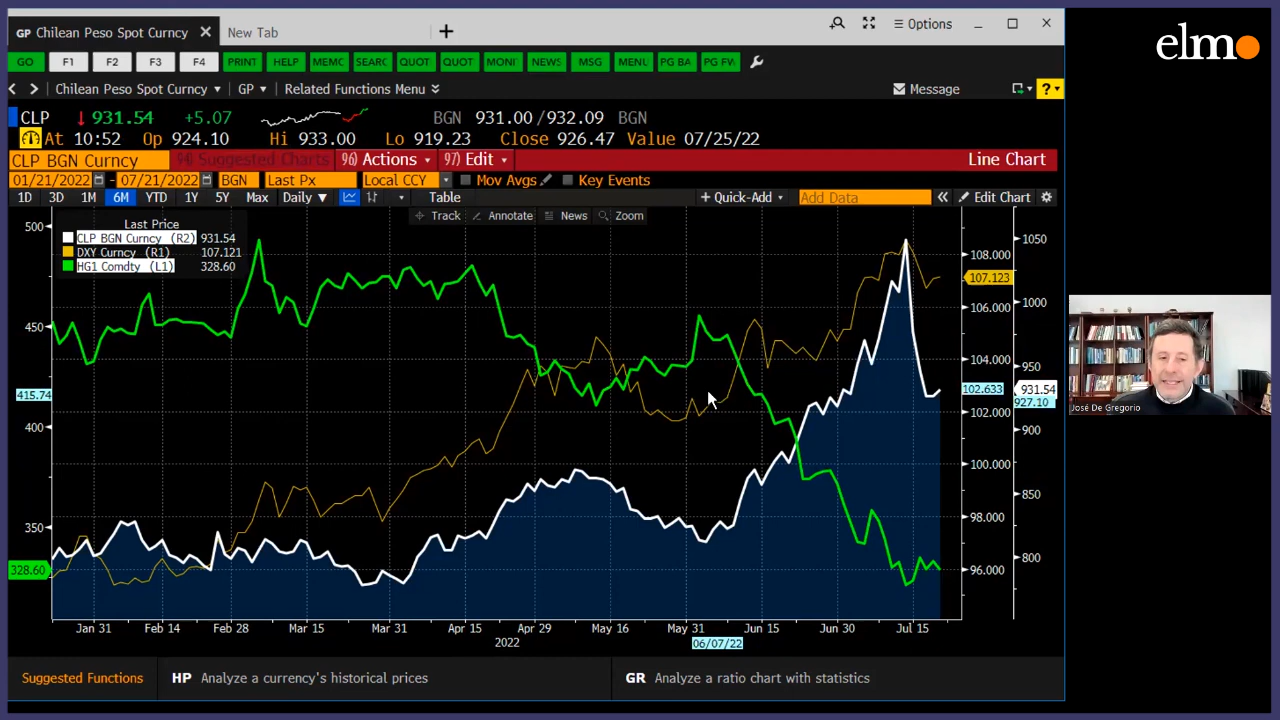 GP Chilean Peso Spot Curncy
New Tab
Options
elmo
GO F1 F2 F3 F4 PRINT HELP MEMC SEARC QUOT QUOT MONI NEWS MSG MENU PG BA PG FW
Chilean Peso Spot Curncy GP Related Functions Menu
Message
?
CLP 931.54 +5.07 BGN 931.00 /932.09 BGN
At 10:52 Op 924.10 Hi 933.00 Lo 919.23 Close 926.47 Value 07/25/22
CLP BGN Curncy 94) Suggested Charts 96) Actions 97) Edit Line Chart
01/21/2022 - 07/21/2022 BGN Last Px Local CCY Mov Avgs Key Events
1D 3D 1M 6M YTD 1Y 5Y Max Daily Table + Quick-Add Add Data Edit Chart
Track Annotate News Zoom
Last Price
CLP BGN Curncy (R2) 931.54
DXY Curncy (R1) 107.121
HG1 Comdty (L1) 328.60
500
450
415.74
400
350
328.60
108.000
107.123
106.000
104.000
102.633
102.000
100.000
98.000
96.000
1050
1000
950
931.54
927.10
900
850
800
Jan 31 Feb 14 Feb 28 Mar 15 Mar 31 Apr 15 Apr 29 May 16 May 31 Jun 15 Jun 30 Jul 15
2022
06/07/22
Suggested Functions HP Analyze a currency's historical prices GR Analyze a ratio chart with statistics
José De Gregorio